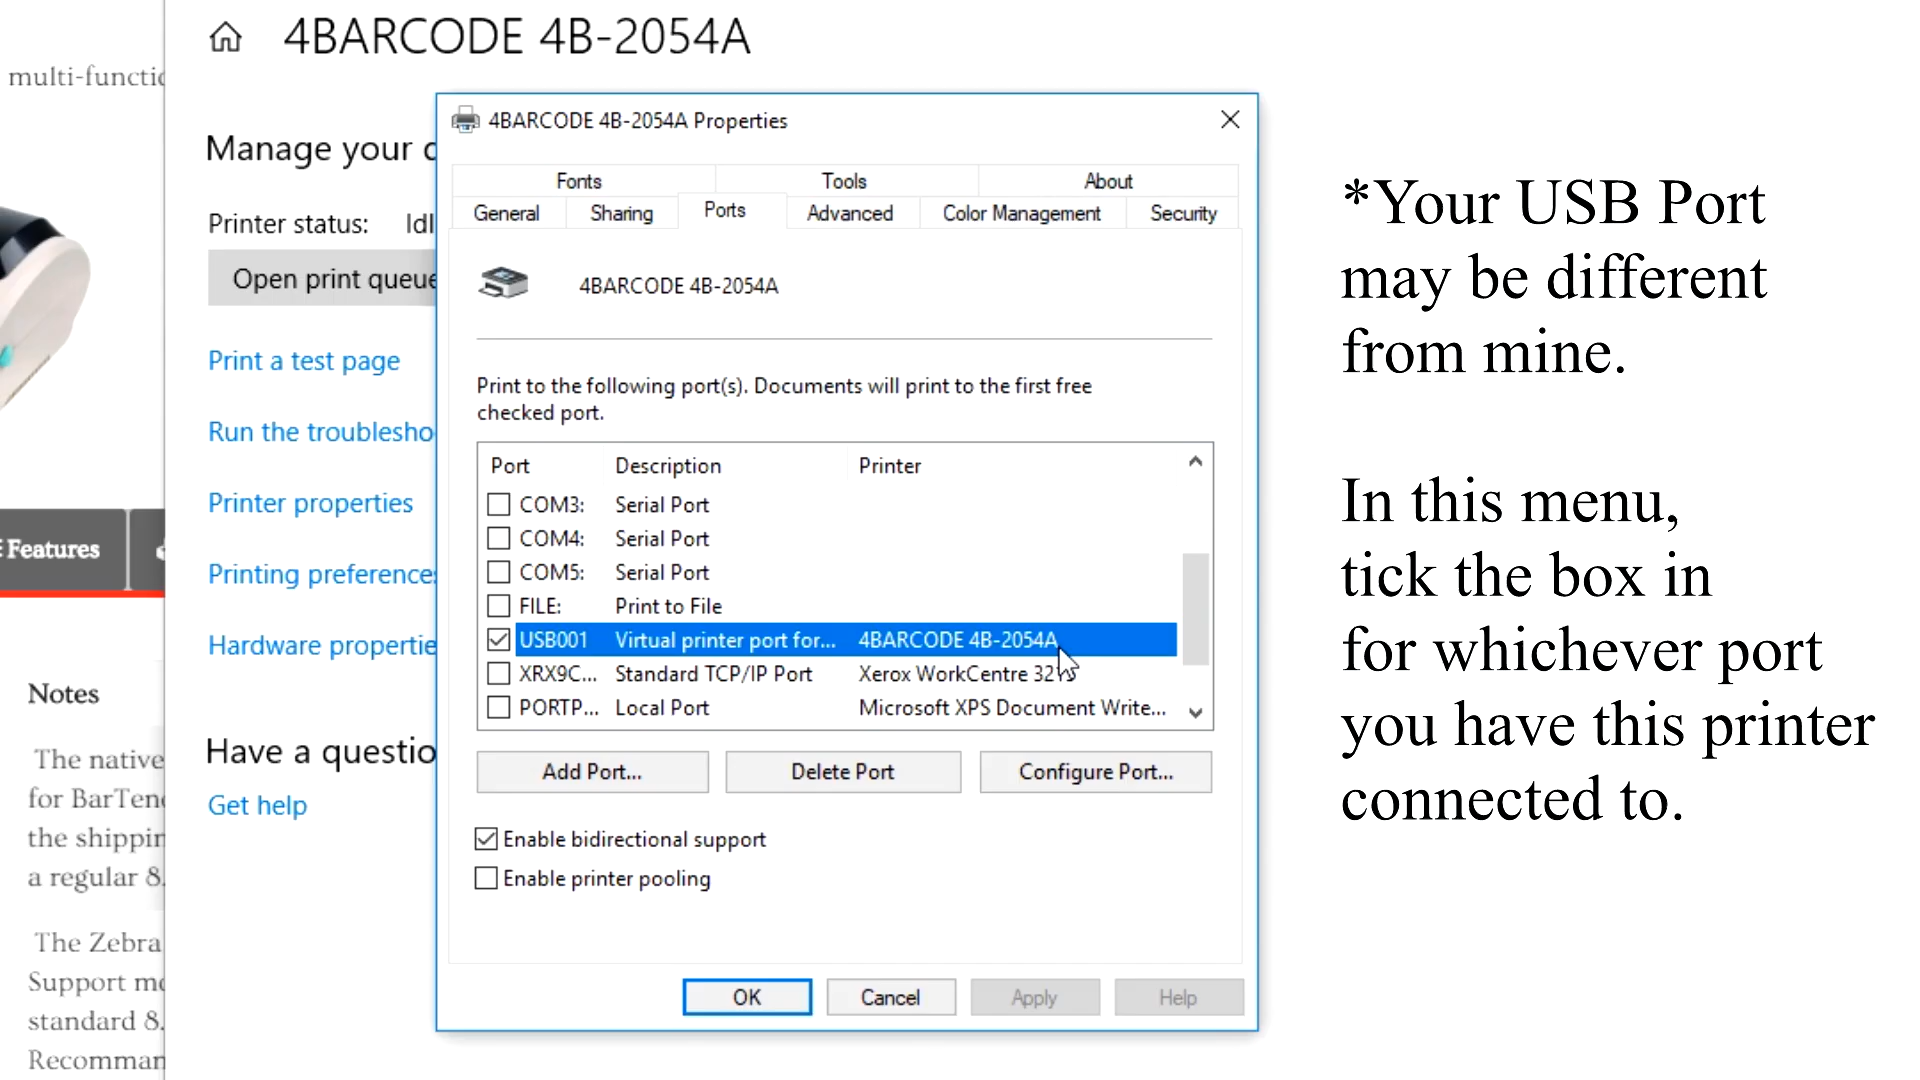 4BARCODE 4B-2054A
multi-functio
Manage your d
Printer status: Idl
Open print queue
Print a test page
Run the troublesho
Printer properties
Printing preferences
Hardware propertie
Have a questio
Get help
Features
Notes
The native
for BarTend
the shippin
a regular 8.
The Zebra
Support mo
standard 8.
Recomman
4BARCODE 4B-2054A Properties
Fonts Tools About
General Sharing Ports Advanced Color Management Security
4BARCODE 4B-2054A
Print to the following port(s). Documents will print to the first free
checked port.
Port Description Printer
COM3: Serial Port
COM4: Serial Port
COM5: Serial Port
FILE: Print to File
USB001 Virtual printer port for... 4BARCODE 4B-2054A
XRX9C... Standard TCP/IP Port Xerox WorkCentre 3215
PORTP... Local Port Microsoft XPS Document Write...
Add Port... Delete Port Configure Port...
Enable bidirectional support
Enable printer pooling
OK Cancel Apply Help
*Your USB Port
may be different
from mine.
In this menu,
tick the box in
for whichever port
you have this printer
connected to.